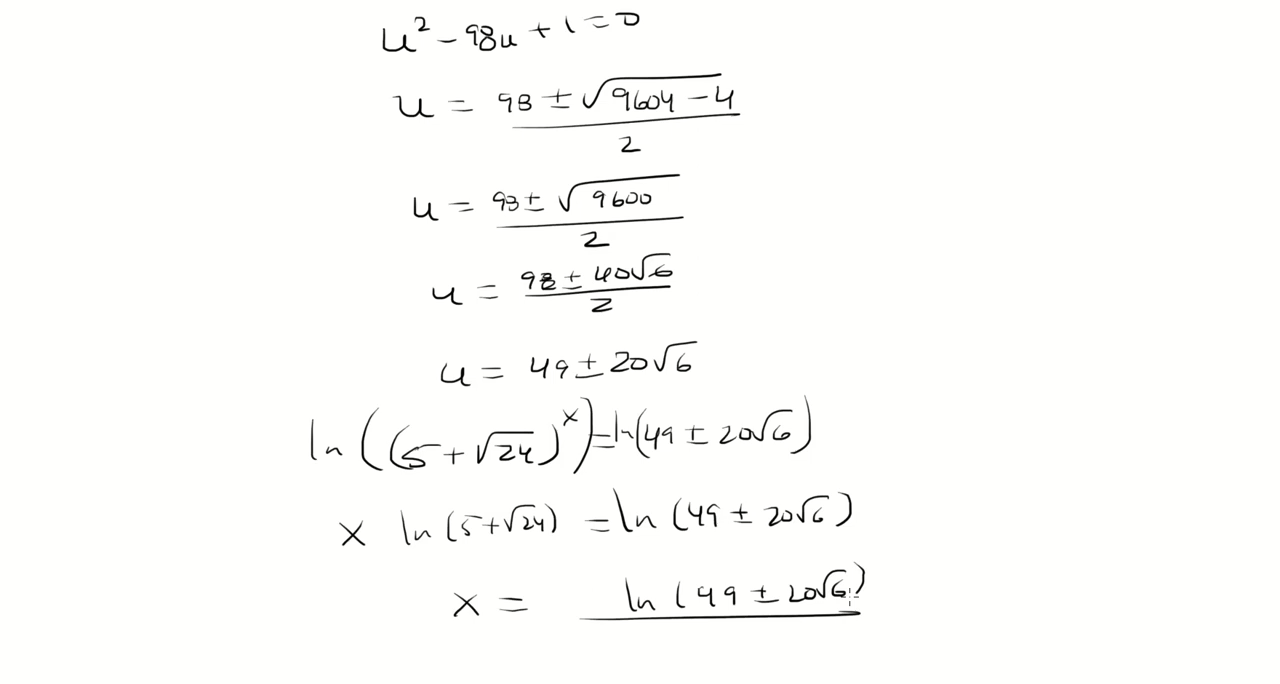 u² - 98u + 1 = 0
u = (98 ± √(9604 - 4)) / 2
u = (98 ± √9600) / 2
u = (98 ± 40√6) / 2
u = 49 ± 20√6
ln((5 + √24)^x) = ln(49 ± 20√6)
x ln(5 + √24) = ln(49 ± 20√6)
x = ln(49 ± 20√6)